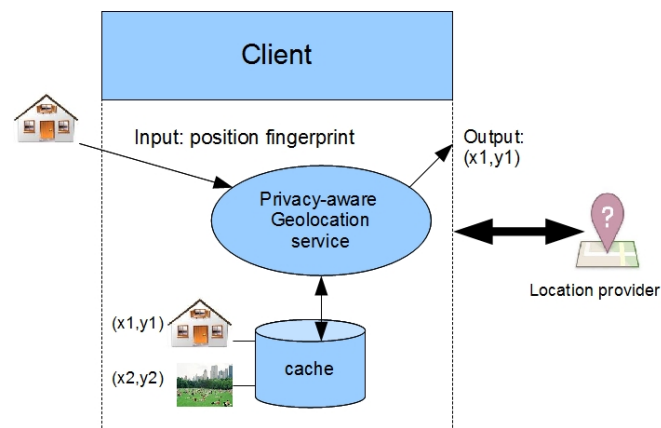 Client
Input: position fingerprint
Output:
(x1,y1)
Privacy-aware
Geolocation
service
?
Location provider
(x1,y1)
(x2,y2)
cache